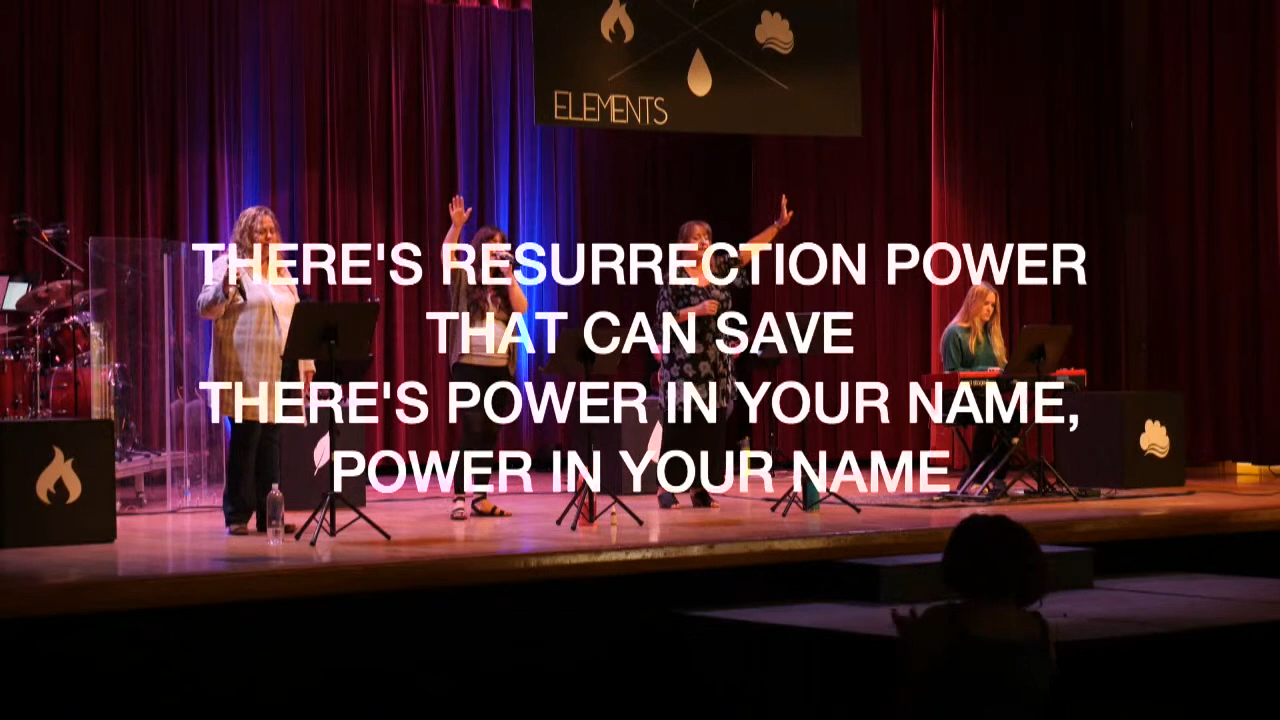 ELEMENTS
THERE'S RESURRECTION POWER
THAT CAN SAVE
THERE'S POWER IN YOUR NAME,
POWER IN YOUR NAME